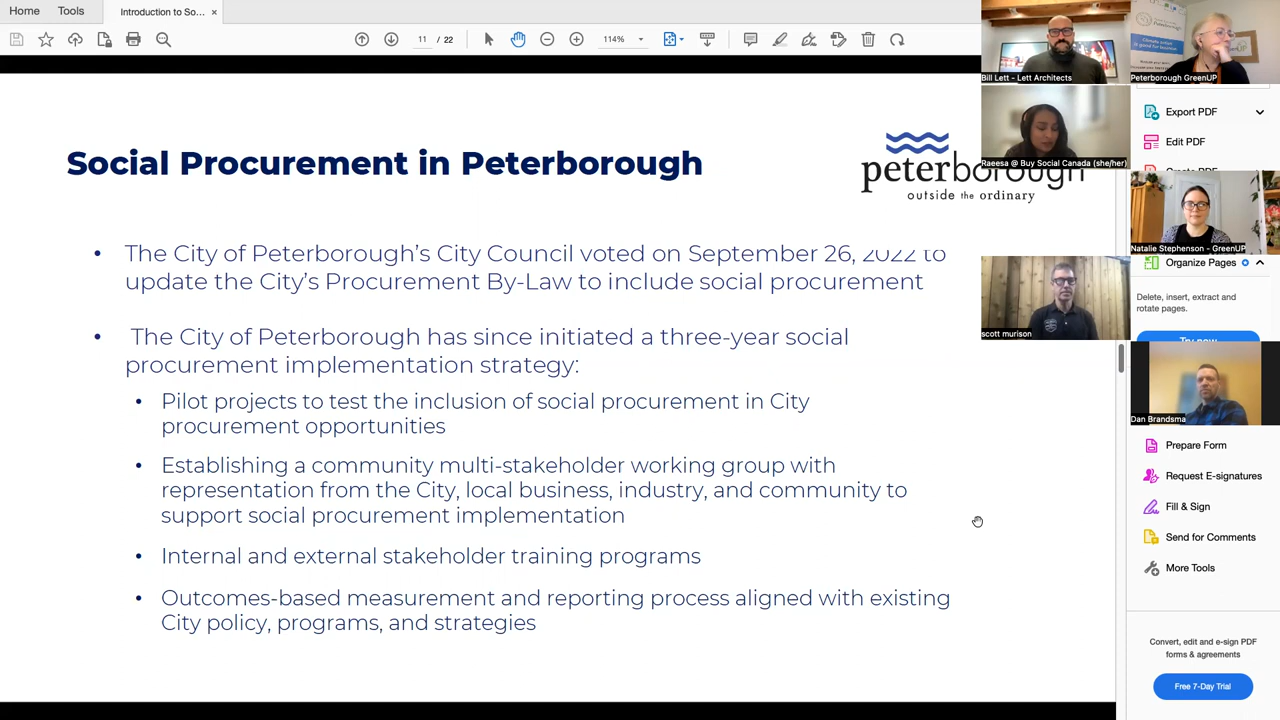 Home
Tools
Introduction to So...
11 / 22
114%
Social Procurement in Peterborough
peterborough
outside the ordinary
• The City of Peterborough's City Council voted on September 26, 2022 to
update the City's Procurement By-Law to include social procurement
• The City of Peterborough has since initiated a three-year social
procurement implementation strategy:
• Pilot projects to test the inclusion of social procurement in City
procurement opportunities
• Establishing a community multi-stakeholder working group with
representation from the City, local business, industry, and community to
support social procurement implementation
• Internal and external stakeholder training programs
• Outcomes-based measurement and reporting process aligned with existing
City policy, programs, and strategies
Bill Lett - Lett Architects
Peterborough GreenUP
Raeesa @ Buy Social Canada (she/her)
Natalie Stephenson - GreenUP
scott murison
Dan Brandsma
Export PDF
Edit PDF
Organize Pages
Delete, insert, extract and
rotate pages.
Try now
Prepare Form
Request E-signatures
Fill & Sign
Send for Comments
More Tools
Convert, edit and e-sign PDF
forms & agreements
Free 7-Day Trial